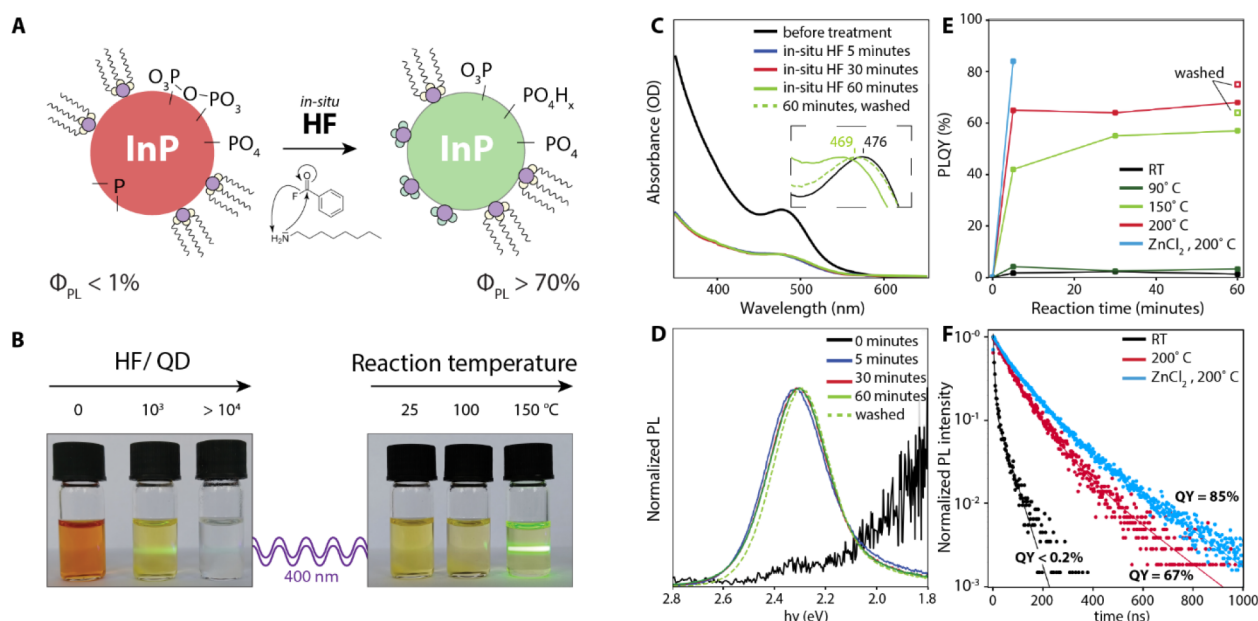 A
O₃P
O
PO₃
InP
PO₄
P
in-situ
HF
O
F
H₂N
O₃P
PO₄Hₓ
InP
PO₄
Φ_PL < 1%
Φ_PL > 70%
B
HF/ QD
0
10³
> 10⁴
400 nm
Reaction temperature
25
100
150 °C
C
before treatment
in-situ HF 5 minutes
in-situ HF 30 minutes
in-situ HF 60 minutes
60 minutes, washed
469
476
Absorbance (OD)
400
500
600
Wavelength (nm)
D
0 minutes
5 minutes
30 minutes
60 minutes
washed
Normalized PL
2.8
2.6
2.4
2.2
2.0
1.8
hν (eV)
E
100
80
60
40
20
0
PLQY (%)
washed
RT
90° C
150° C
200° C
ZnCl₂ , 200° C
0
20
40
60
Reaction time (minutes)
F
RT
200° C
ZnCl₂, 200° C
10⁻⁰
10⁻¹
10⁻²
10⁻³
Normalized PL intensity
QY = 85%
QY < 0.2%
QY = 67%
0
200
400
600
800
1000
time (ns)